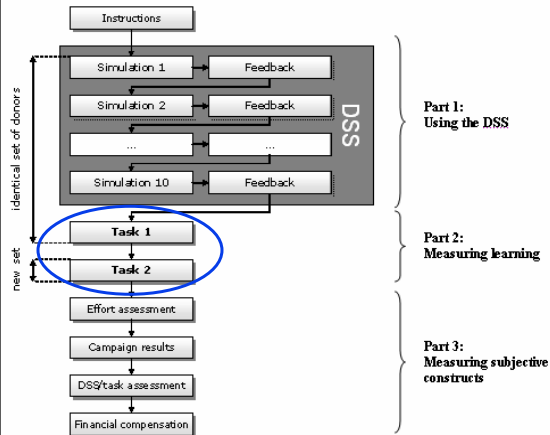 Instructions
Simulation 1
Feedback
Simulation 2
Feedback
...
...
Simulation 10
Feedback
DSS
identical set of donors
Part 1:
Using the DSS
Task 1
Task 2
new set
Part 2:
Measuring learning
Effort assessment
Campaign results
DSS/task assessment
Financial compensation
Part 3:
Measuring subjective
constructs